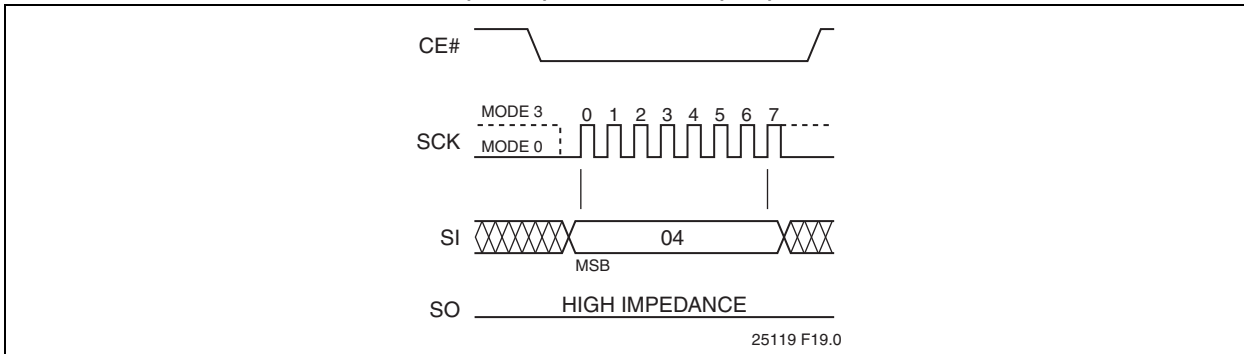 CE#
MODE 3
0 1 2 3 4 5 6 7
SCK
MODE 0
SI
04
MSB
SO
HIGH IMPEDANCE
25119 F19.0